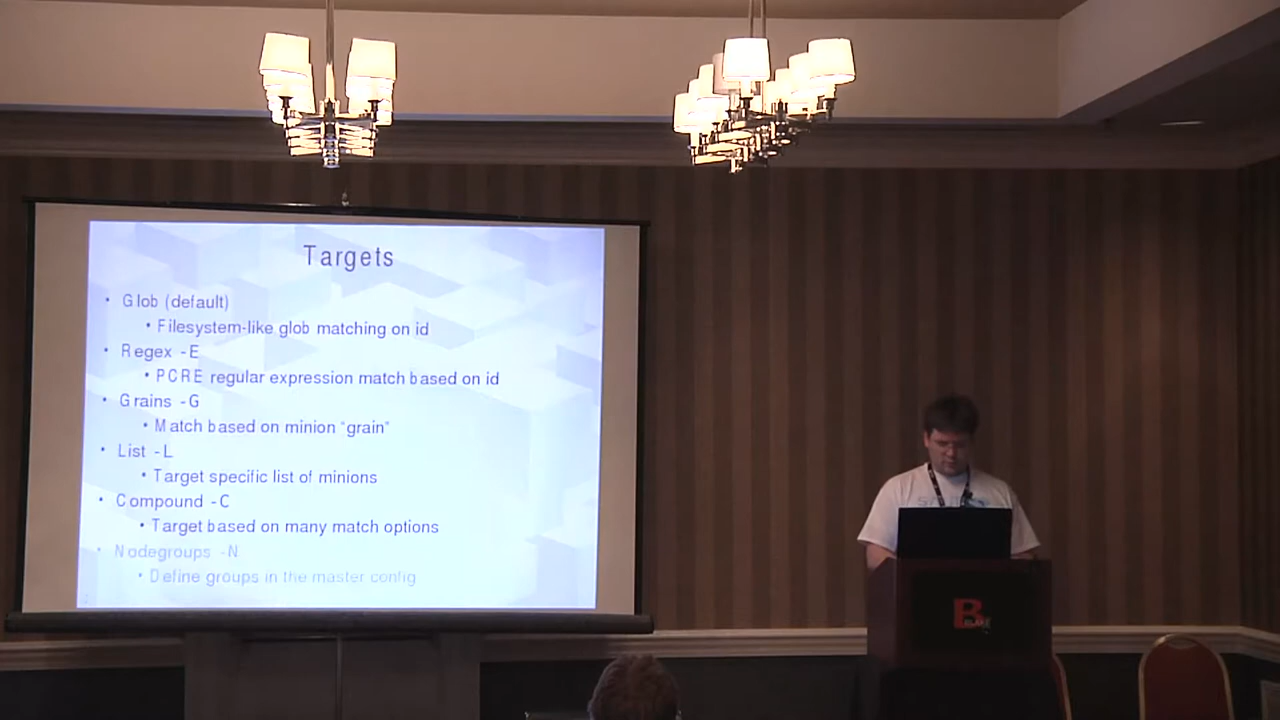 Targets
• Glob (default)
• Filesystem-like glob matching on id
• Regex -E
• PCRE regular expression match based on id
• Grains -G
• Match based on minion "grain"
• List -L
• Target specific list of minions
• Compound -C
• Target based on many match options
• Nodegroups -N
• Define groups in the master config
B